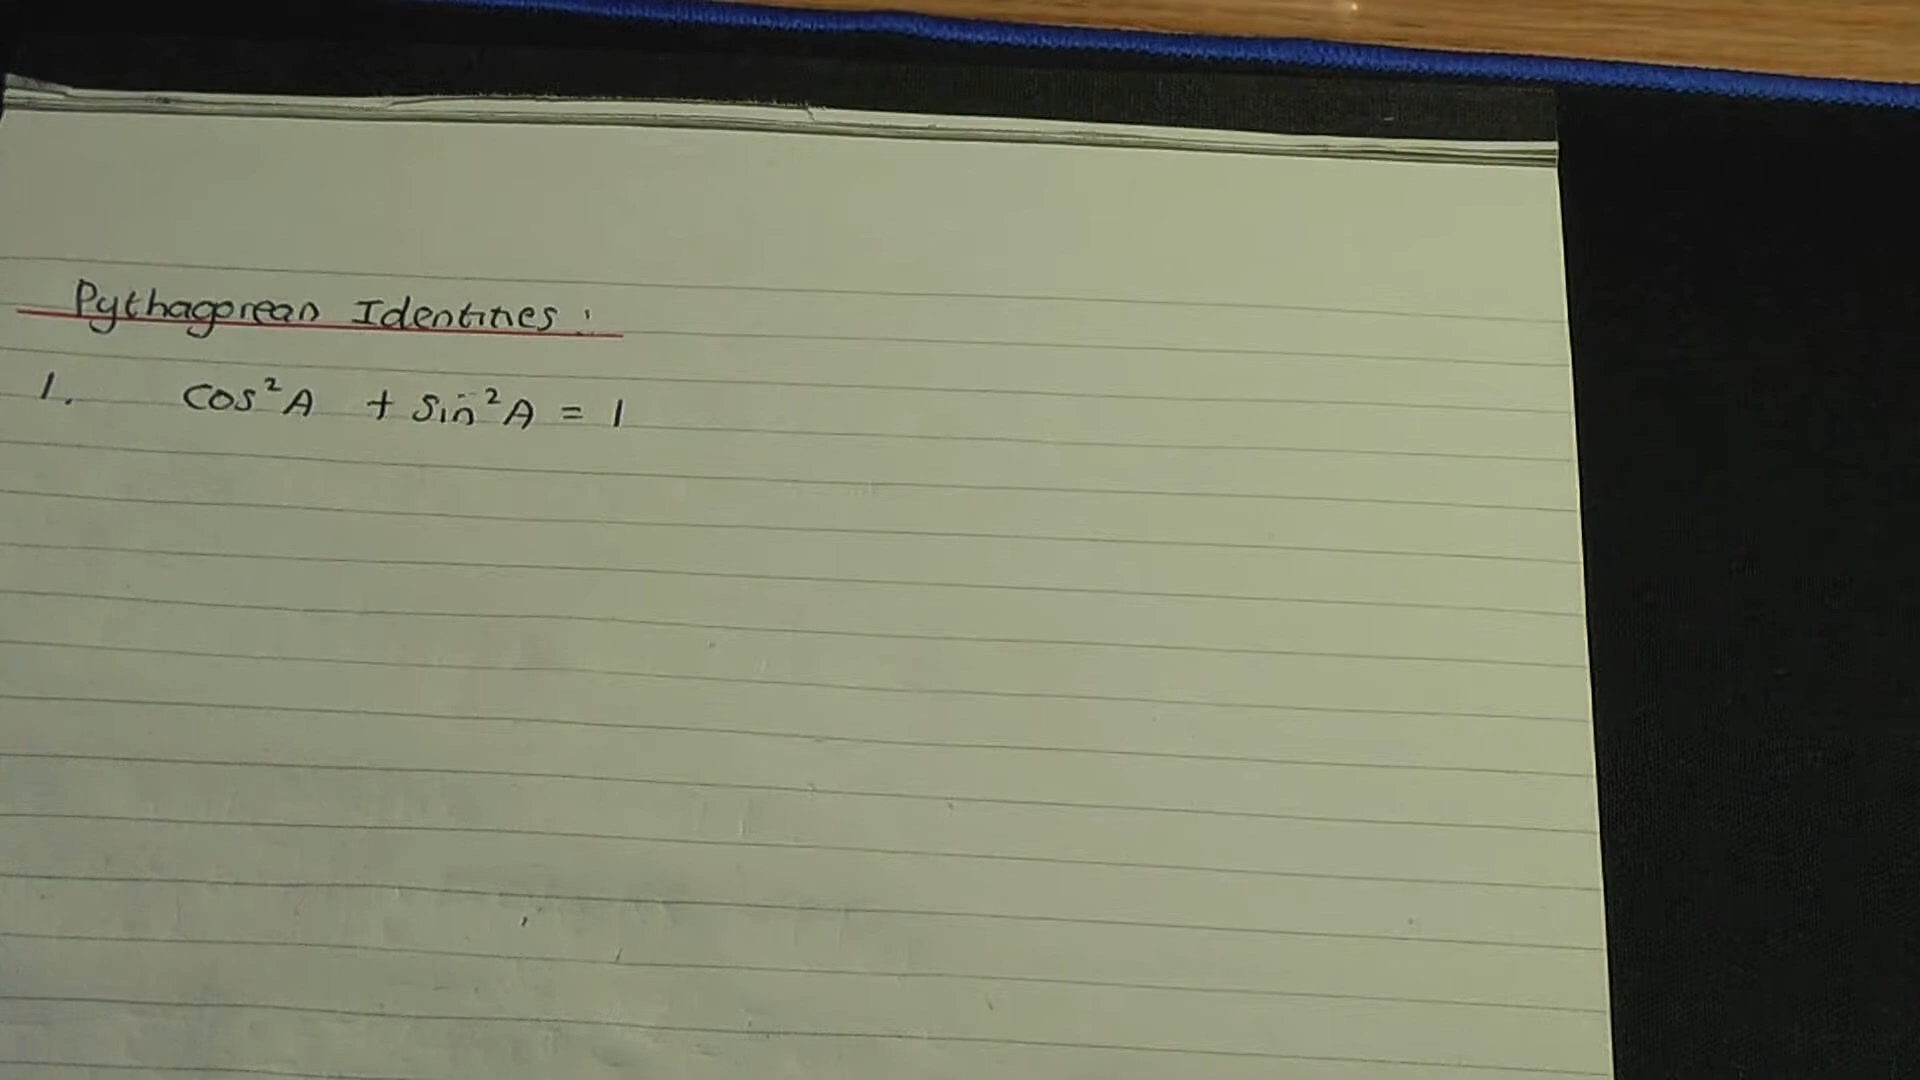 Pythagorean Identities :
1. cos²A + sin²A = 1